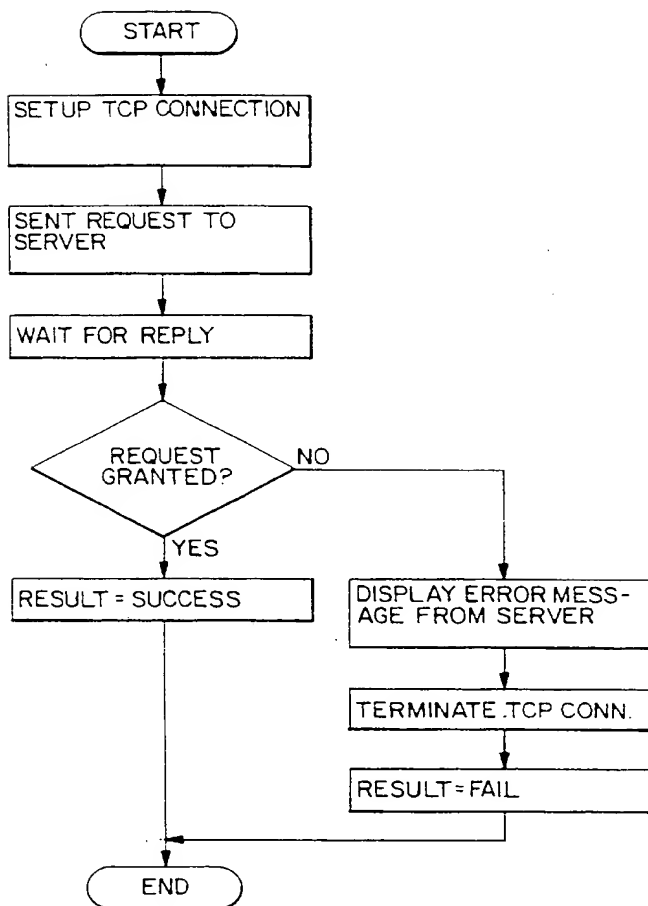 START
SETUP TCP CONNECTION
SENT REQUEST TO
SERVER
WAIT FOR REPLY
REQUEST
GRANTED?
NO
YES
RESULT = SUCCESS
DISPLAY ERROR MESS-
AGE FROM SERVER
TERMINATE TCP CONN.
RESULT = FAIL
END